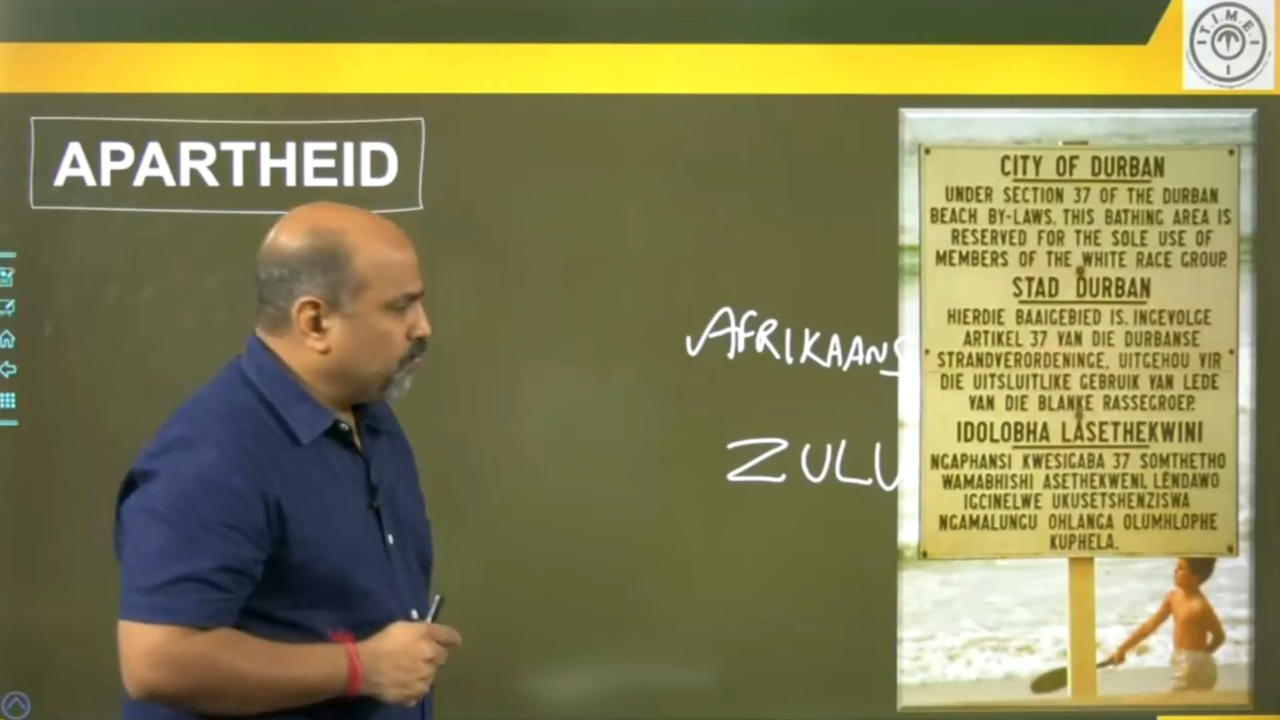 T.I.M.E.
APARTHEID
AFRIKAANS
ZULU
CITY OF DURBAN
UNDER SECTION 37 OF THE DURBAN
BEACH BY-LAWS. THIS BATHING AREA IS
RESERVED FOR THE SOLE USE OF
MEMBERS OF THE WHITE RACE GROUP.
STAD DURBAN
HIERDIE BAAIGEBIED IS, INGEVOLGE
ARTIKEL 37 VAN DIE DURBANSE
STRANDVERORDENINGE, UITGEHOU VIR
DIE UITSLUITLIKE GEBRUIK VAN LEDE
VAN DIE BLANKE RASSEGROEP.
IDOLOBHA LASETHEKWINI
NGAPHANSI KWESIGABA 37 SOMTHETHO
WAMABHISHI ASETHEKWENI, LENDAWO
IGCINELWE UKUSETSHENZISWA
NGAMALUNGU OHLANGA OLUMHLOPHE
KUPHELA.